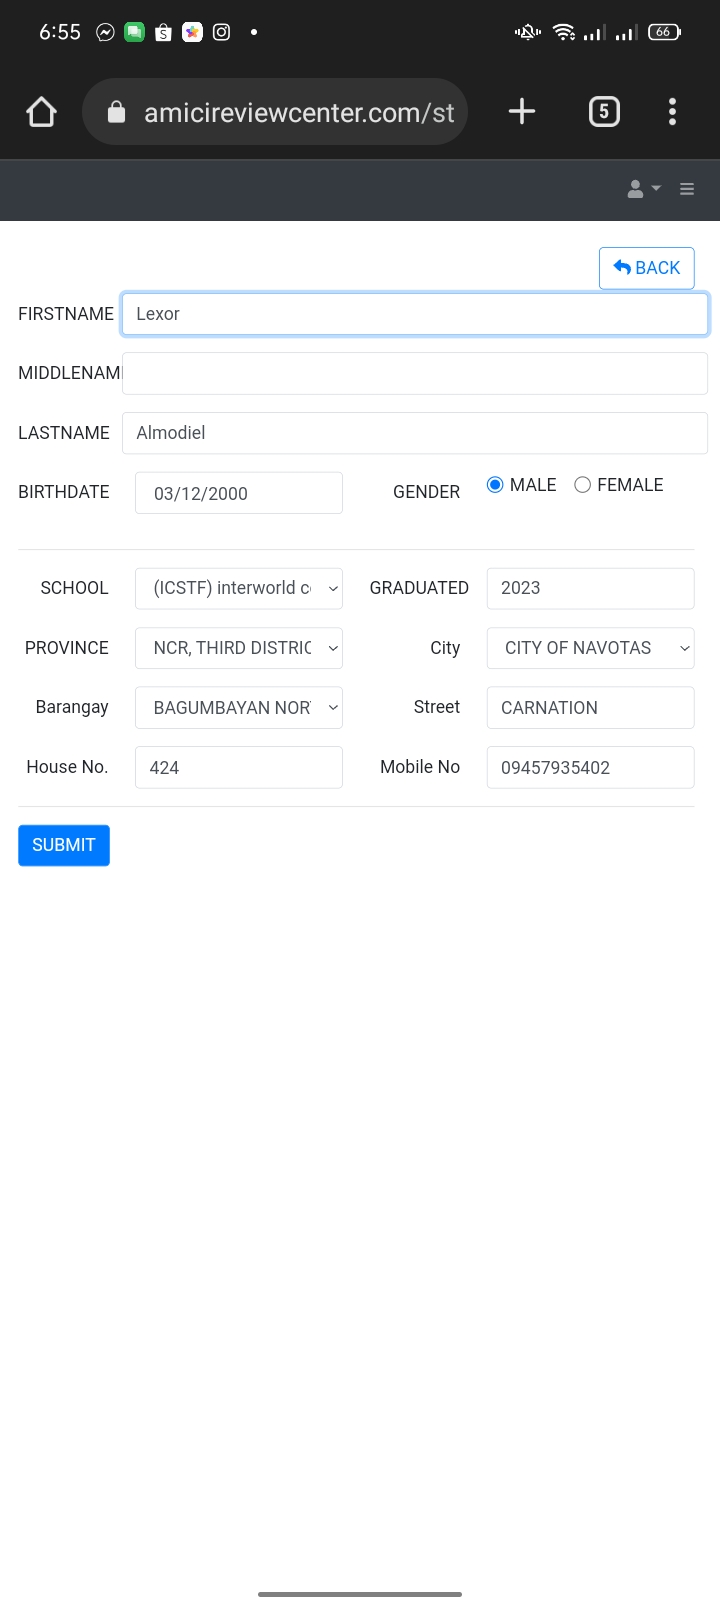 6:55
66
amicireviewcenter.com/st
5
BACK
FIRSTNAME Lexor
MIDDLENAM
LASTNAME Almodiel
BIRTHDATE 03/12/2000 GENDER MALE FEMALE
SCHOOL (ICSTF) interworld c GRADUATED 2023
PROVINCE NCR, THIRD DISTRIC City CITY OF NAVOTAS
Barangay BAGUMBAYAN NOR Street CARNATION
House No. 424 Mobile No 09457935402
SUBMIT